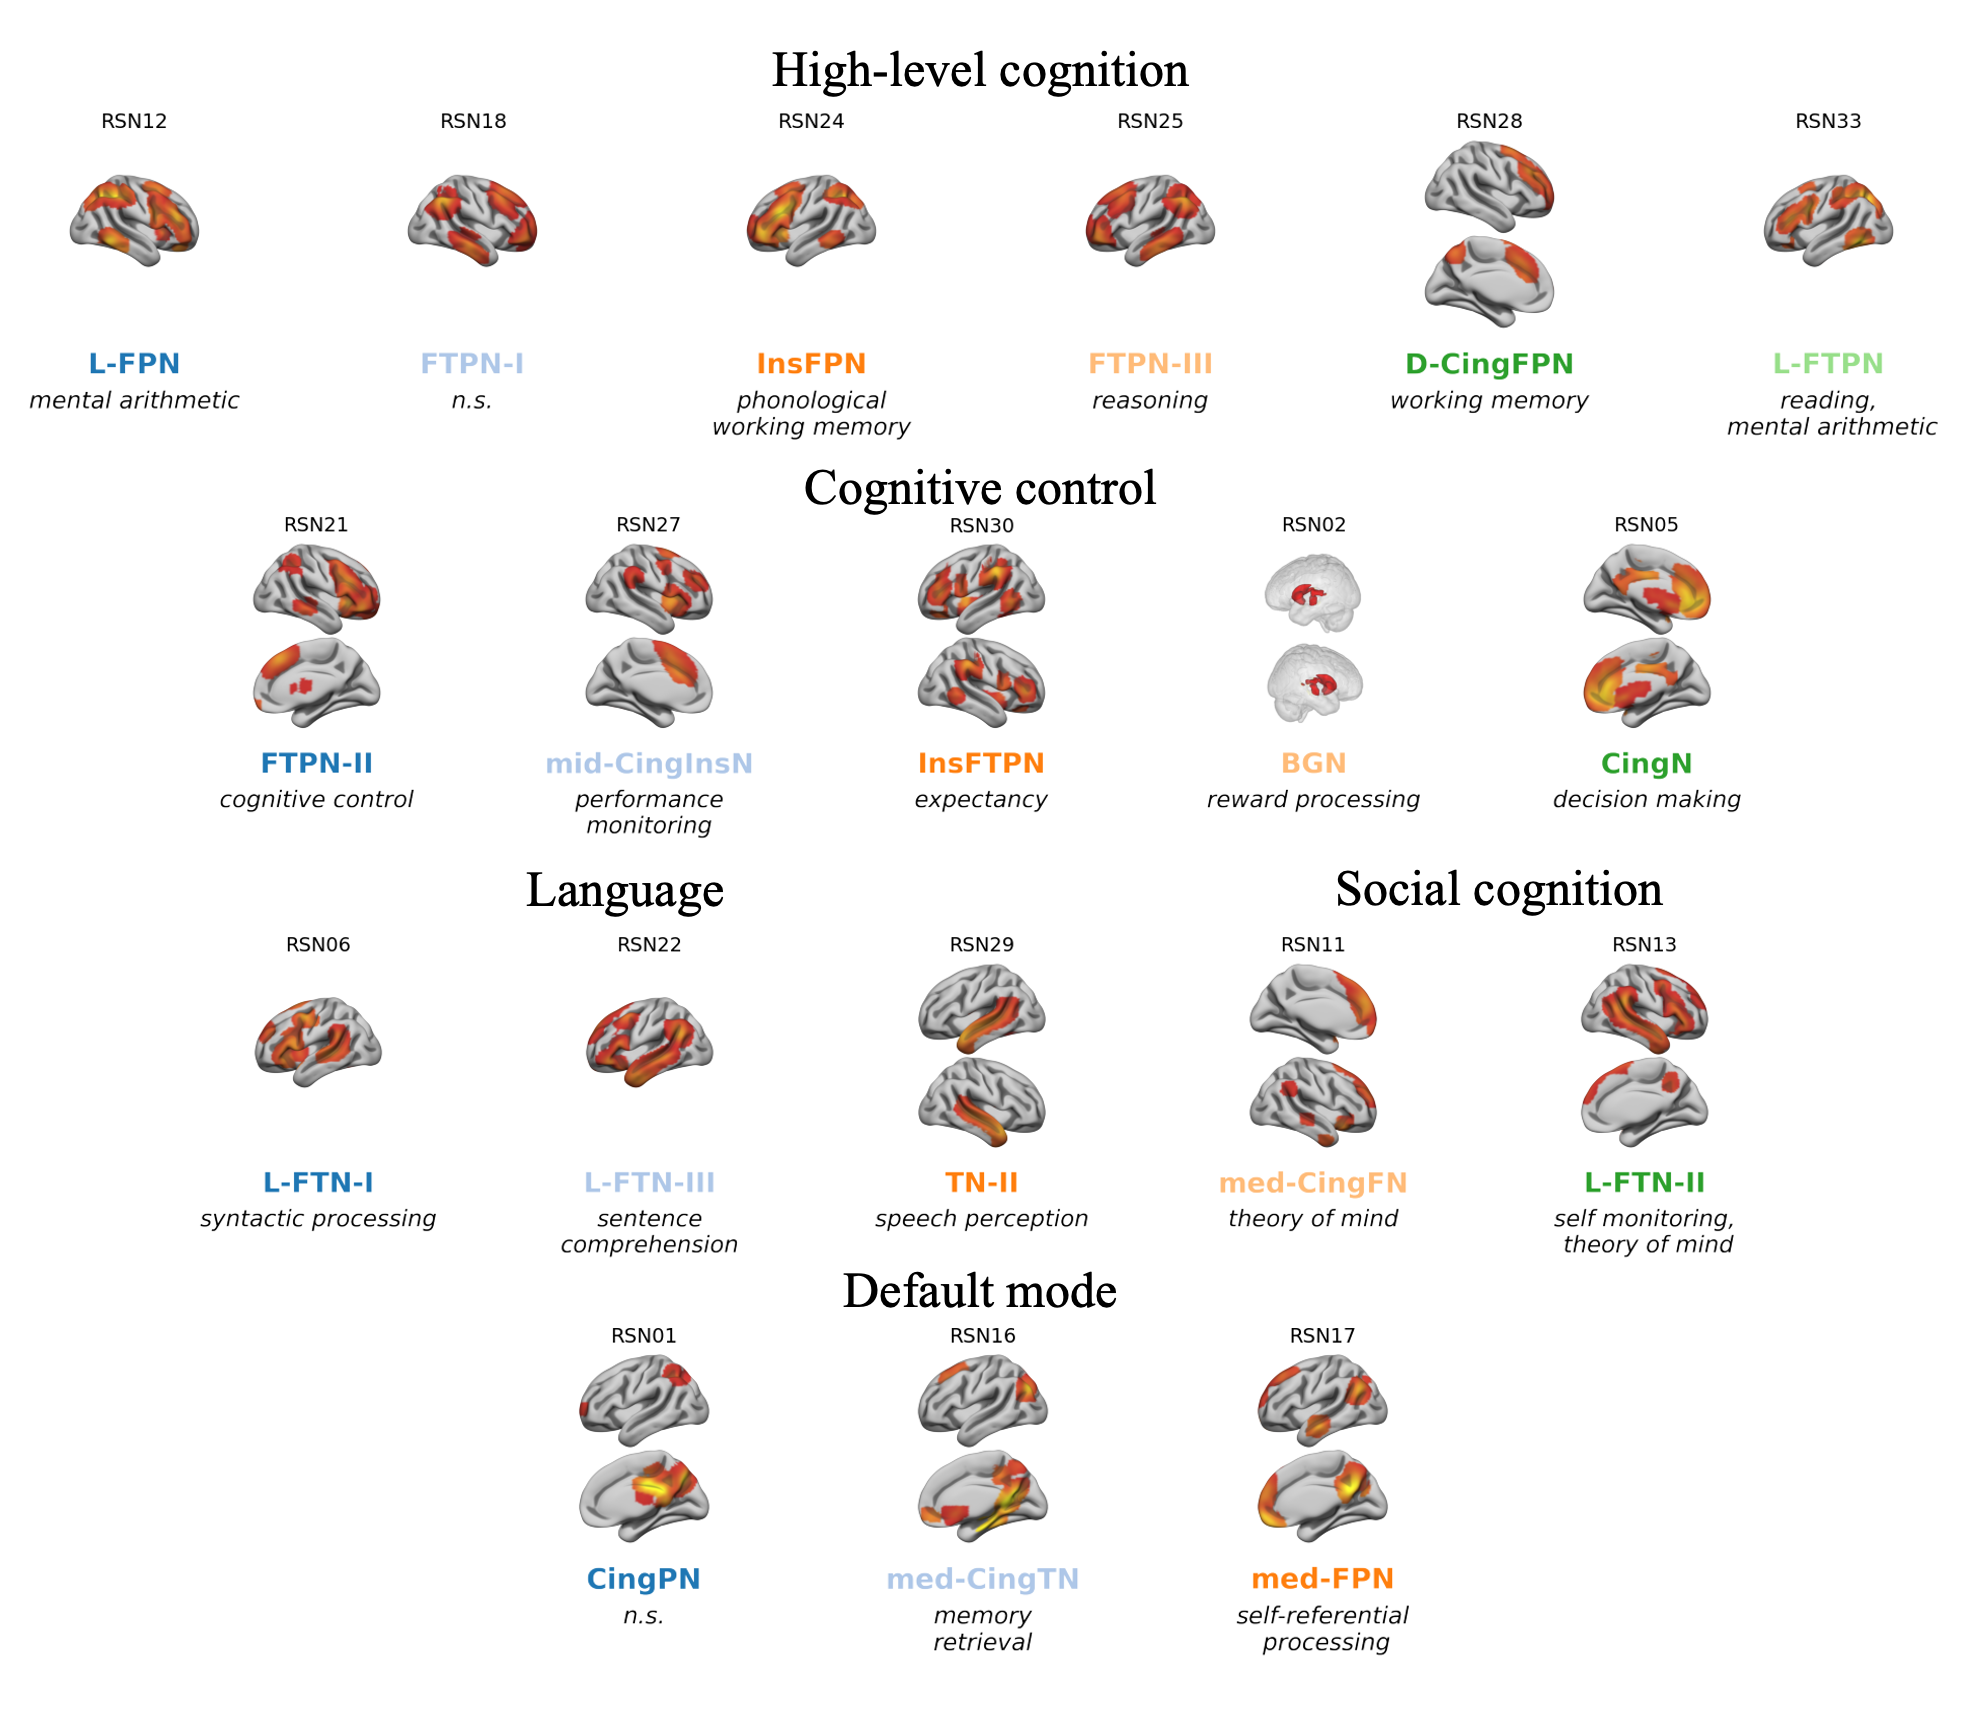 High-level cognition
RSN12 RSN18 RSN24 RSN25 RSN28 RSN33
L-FPN FTPN-I InsFPN FTPN-III D-CingFPN L-FTPN
mental arithmetic n.s. phonological reasoning working memory reading,
working memory mental arithmetic
Cognitive control
RSN21 RSN27 RSN30 RSN02 RSN05
FTPN-II mid-CingInsN InsFTPN BGN CingN
cognitive control performance expectancy reward processing decision making
monitoring
Language Social cognition
RSN06 RSN22 RSN29 RSN11 RSN13
L-FTN-I L-FTN-III TN-II med-CingFN L-FTN-II
syntactic processing sentence speech perception theory of mind self monitoring,
comprehension theory of mind
Default mode
RSN01 RSN16 RSN17
CingPN med-CingTN med-FPN
n.s. memory self-referential
retrieval processing